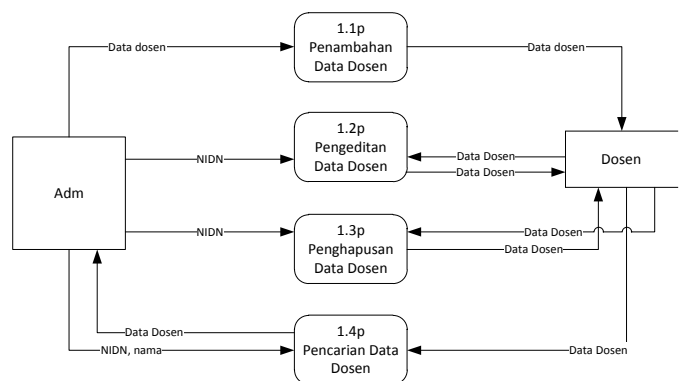 1.1p
Penambahan
Data Dosen
Data dosen
Data dosen
1.2p
Pengeditan
Data Dosen
NIDN
Data Dosen
Data Dosen
Dosen
Adm
1.3p
Penghapusan
Data Dosen
NIDN
Data Dosen
Data Dosen
1.4p
Pencarian Data
Dosen
Data Dosen
NIDN, nama
Data Dosen